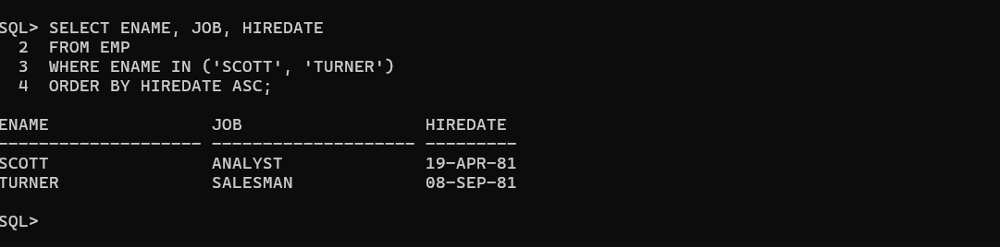 SQL> SELECT ENAME, JOB, HIREDATE
  2  FROM EMP
  3  WHERE ENAME IN ('SCOTT', 'TURNER')
  4  ORDER BY HIREDATE ASC;
ENAME                JOB                  HIREDATE
-------------------- -------------------- ---------
SCOTT                ANALYST              19-APR-81
TURNER               SALESMAN             08-SEP-81
SQL>